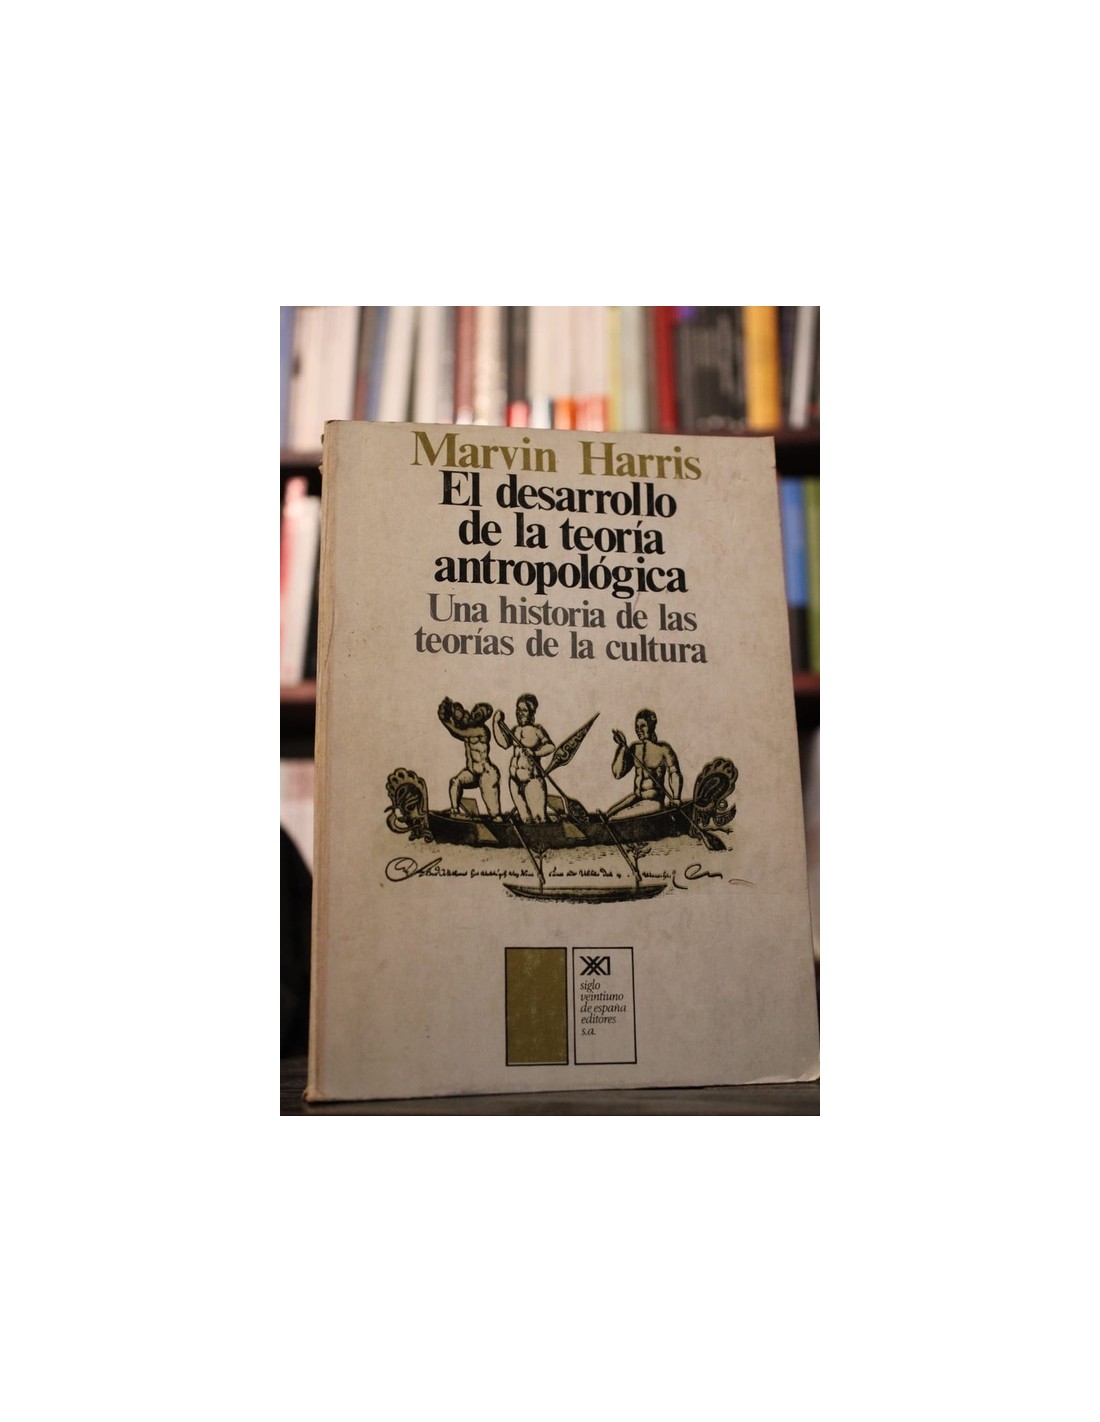 Marvin Harris
El desarrollo
de la teoría
antropológica
Una historia de las
teorías de la cultura
siglo
veintiuno
de españa
editores
s.a.